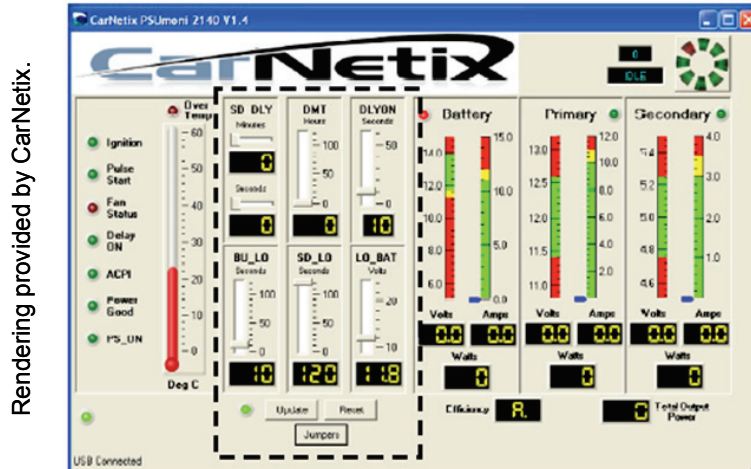 Rendering provided by CarNetix.
CarNetix PSUmoni 2140 V1.4
CarNetix
0
IDLE
Over Temp
Ignition
Pulse Start
Fan Status
Delay ON
ACPI
Power Good
PS_ON
60
50
40
30
20
10
0
Deg C
SD_DLY
Minutes
0
Seconds
0
DMT
Hours
100
50
0
0
DLYON
Seconds
50
0
10
BU_LO
Seconds
100
50
0
10
SD_LO
Seconds
100
50
0
120
LO_BAT
Volts
20
10
11.8
Update Reset
Jumpers
Battery
14.0
12.0
10.0
8.0
6.0
15.0
10.0
5.0
0.0
Volts Amps
0.0 0.0
Watts
0
Primary
13.0
12.5
12.0
11.5
11.0
12.0
10.0
8.0
6.0
4.0
2.0
Volts Amps
0.0 0.0
Watts
0
Secondary
5.4
5.2
5.0
4.8
4.6
4.0
3.0
2.0
1.0
Volts Amps
0.0 0.0
Watts
0
Efficiency
0 Total Output Power
USB Connected